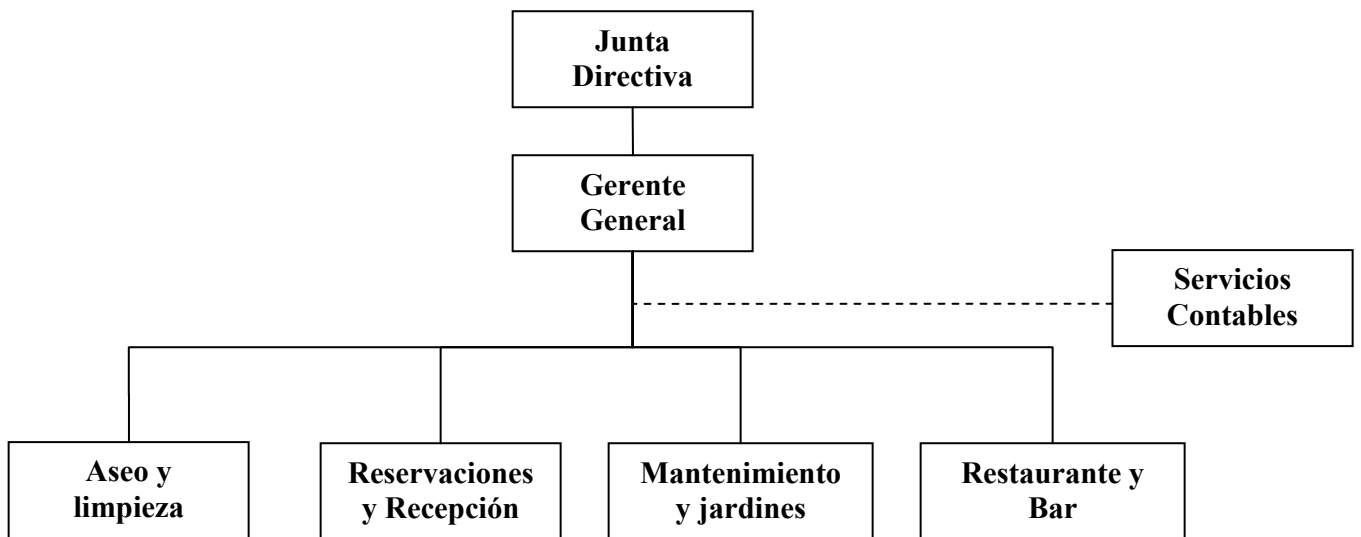 Junta
Directiva
Gerente
General
Servicios
Contables
Aseo y
limpieza
Reservaciones
y Recepción
Mantenimiento
y jardines
Restaurante y
Bar